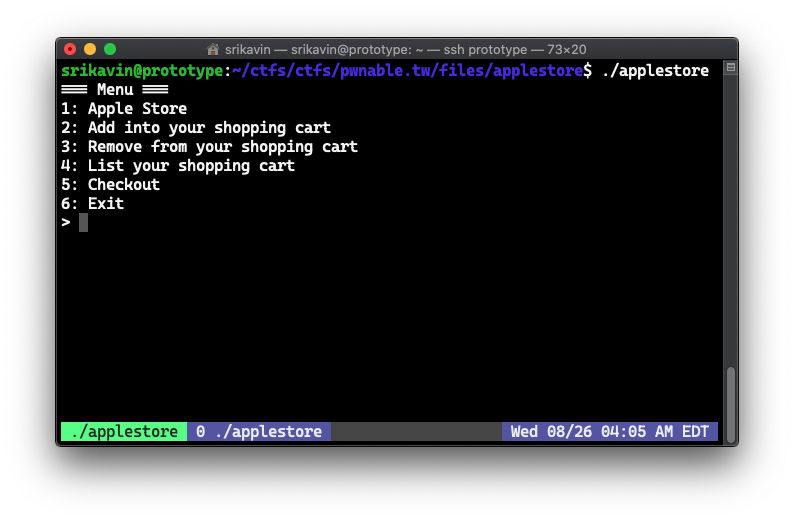 srikavin — srikavin@prototype: ~ — ssh prototype — 73×20
srikavin@prototype:~/ctfs/ctfs/pwnable.tw/files/applestore$ ./applestore
=== Menu ===
1: Apple Store
2: Add into your shopping cart
3: Remove from your shopping cart
4: List your shopping cart
5: Checkout
6: Exit
>
./applestore 0 ./applestore Wed 08/26 04:05 AM EDT